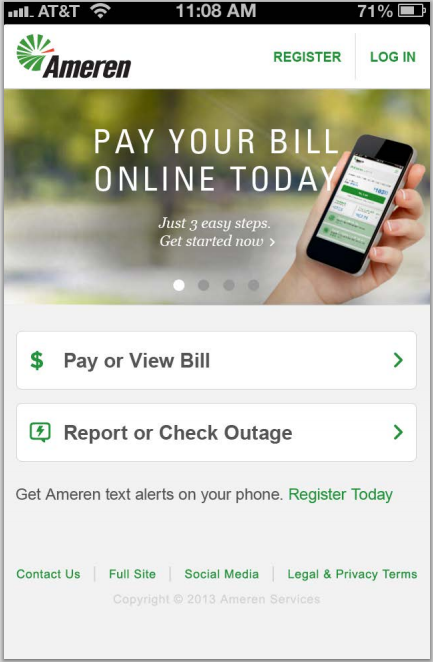 AT&T 11:08 AM 71%
Ameren REGISTER LOG IN
PAY YOUR BILL
ONLINE TODAY
Just 3 easy steps.
Get started now ›
$ Pay or View Bill
Report or Check Outage
Get Ameren text alerts on your phone. Register Today
Contact Us | Full Site | Social Media | Legal & Privacy Terms
Copyright © 2013 Ameren Services